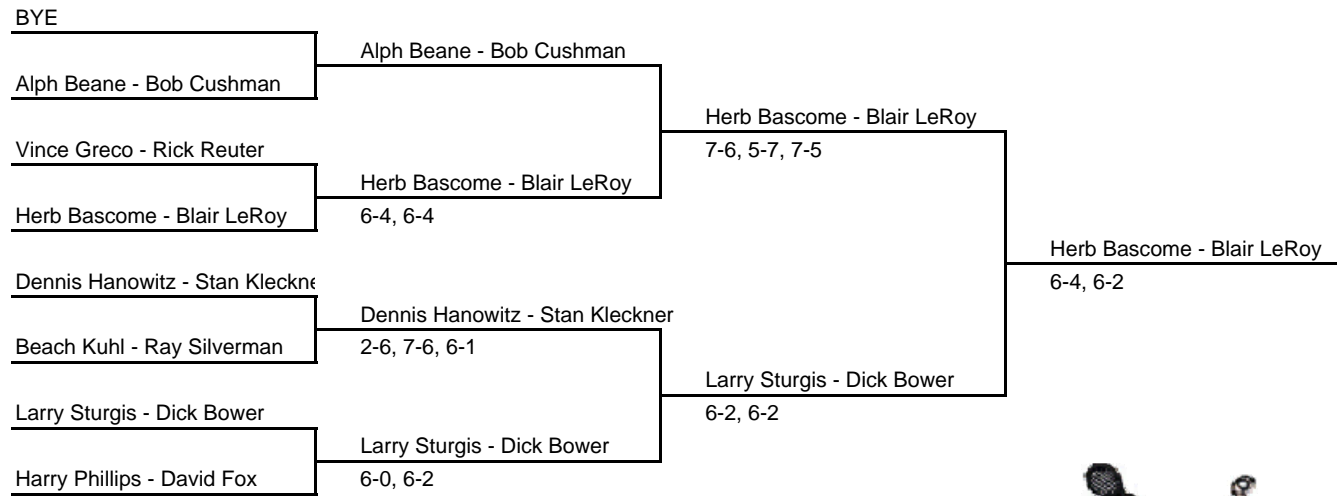 BYE
Alph Beane - Bob Cushman
Alph Beane - Bob Cushman
Herb Bascome - Blair LeRoy
Vince Greco - Rick Reuter
7-6, 5-7, 7-5
Herb Bascome - Blair LeRoy
Herb Bascome - Blair LeRoy
6-4, 6-4
Herb Bascome - Blair LeRoy
Dennis Hanowitz - Stan Kleckne
6-4, 6-2
Dennis Hanowitz - Stan Kleckner
Beach Kuhl - Ray Silverman
2-6, 7-6, 6-1
Larry Sturgis - Dick Bower
Larry Sturgis - Dick Bower
6-2, 6-2
Larry Sturgis - Dick Bower
Harry Phillips - David Fox
6-0, 6-2